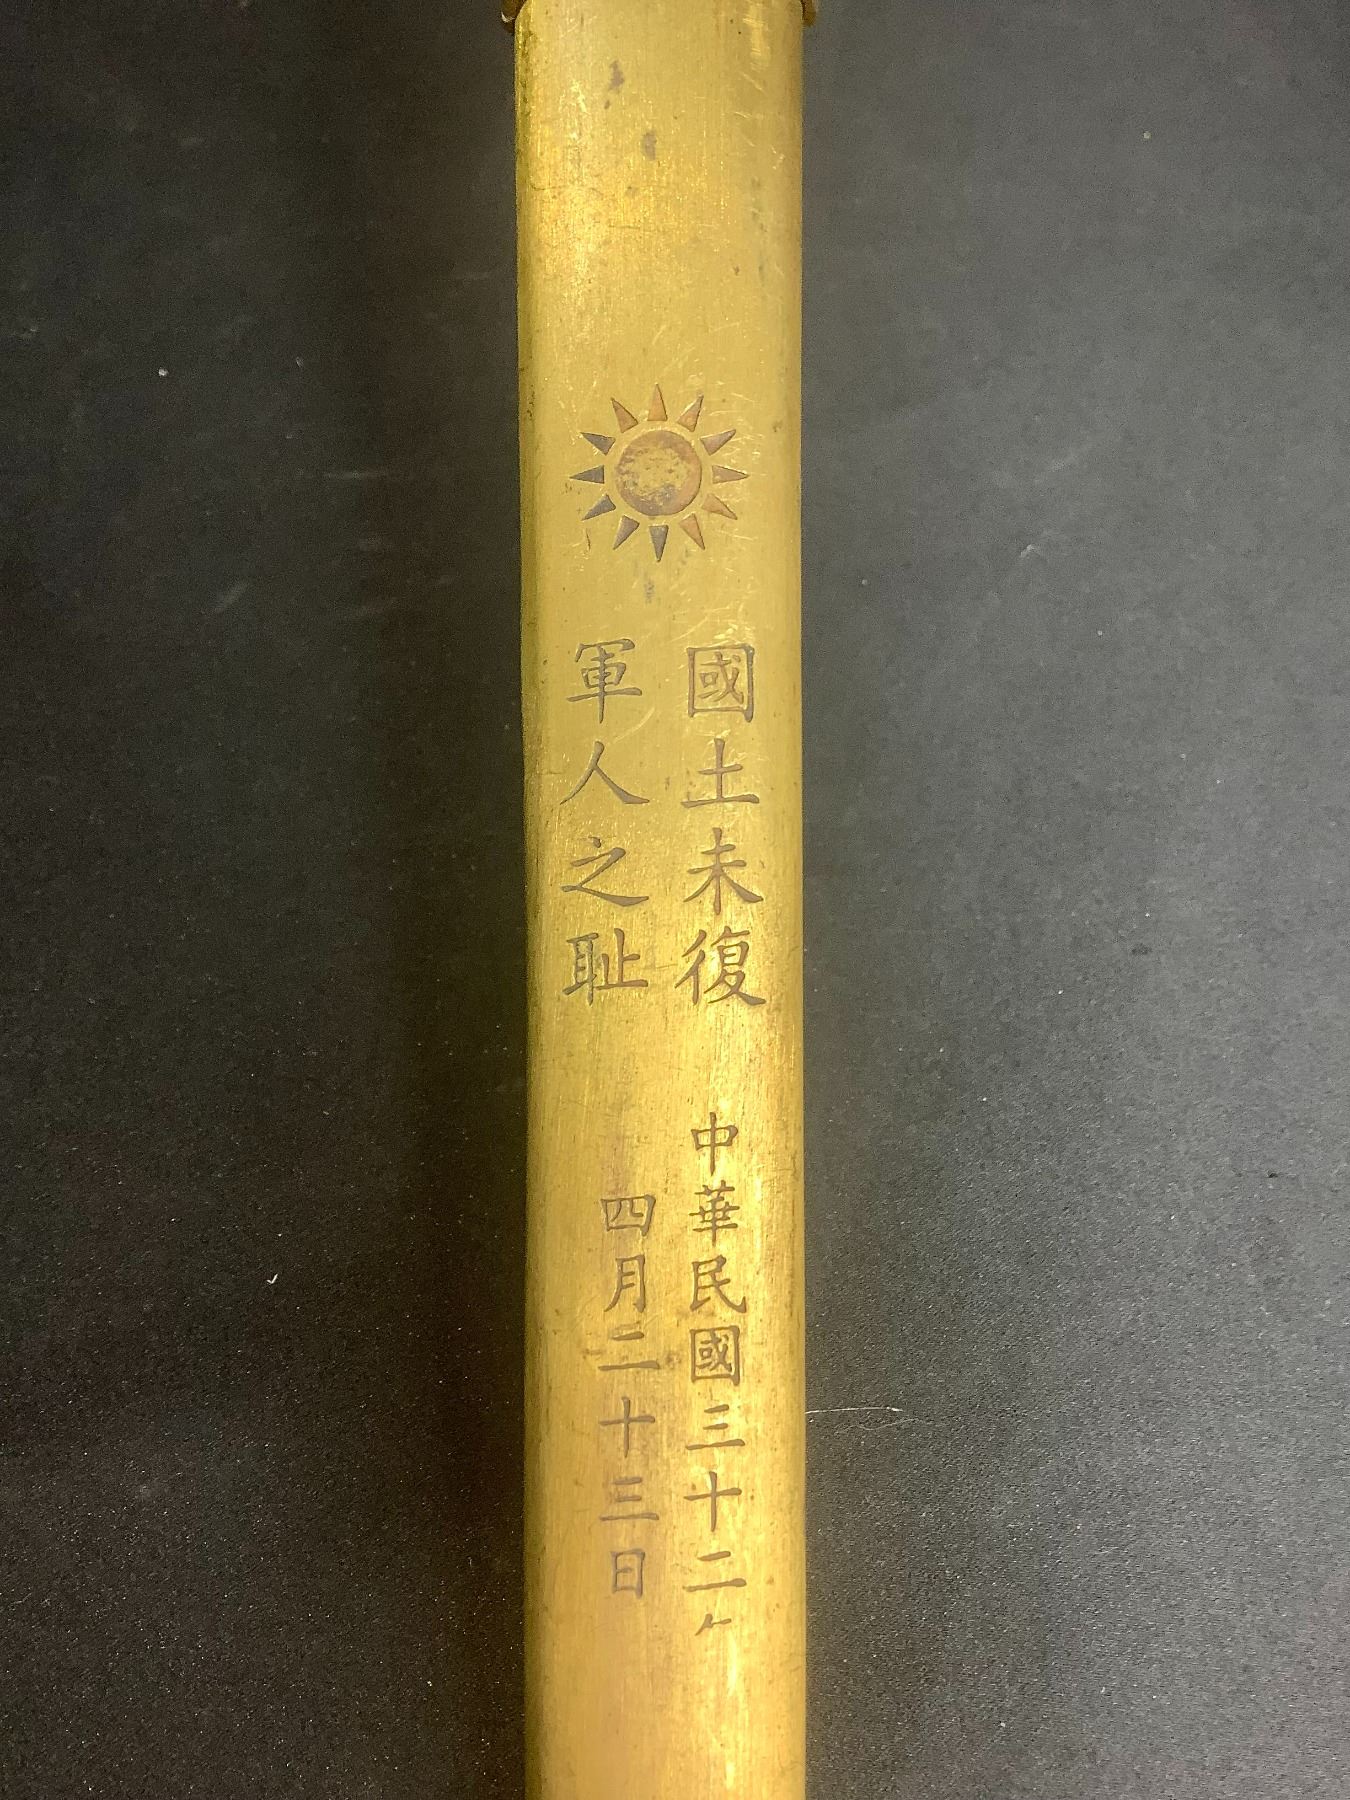 國土未復
軍人之耻
中華民國三十二
四月二十三日